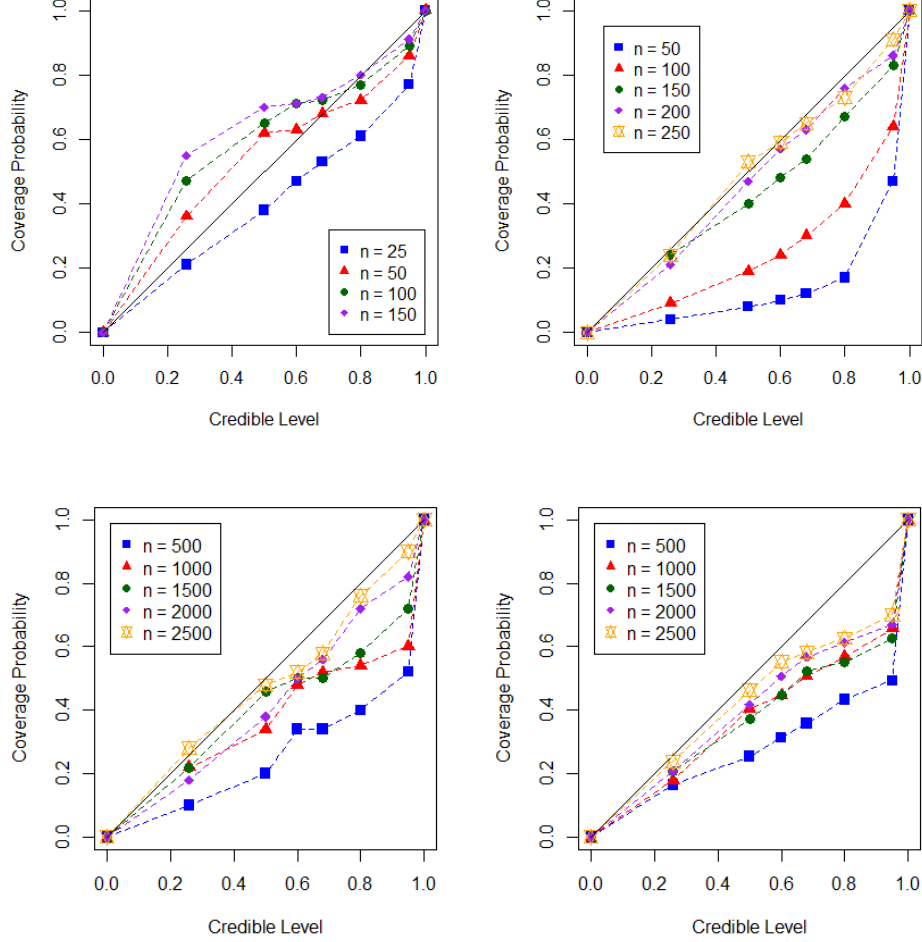 1.0
0.8
0.6
0.4
0.2
0.0
Coverage Probability
n = 25
n = 50
n = 100
n = 150
0.0 0.2 0.4 0.6 0.8 1.0
Credible Level
1.0
0.8
0.6
0.4
0.2
0.0
Coverage Probability
n = 50
n = 100
n = 150
n = 200
n = 250
0.0 0.2 0.4 0.6 0.8 1.0
Credible Level
1.0
0.8
0.6
0.4
0.2
0.0
Coverage Probability
n = 500
n = 1000
n = 1500
n = 2000
n = 2500
0.0 0.2 0.4 0.6 0.8 1.0
Credible Level
1.0
0.8
0.6
0.4
0.2
0.0
Coverage Probability
n = 500
n = 1000
n = 1500
n = 2000
n = 2500
0.0 0.2 0.4 0.6 0.8 1.0
Credible Level